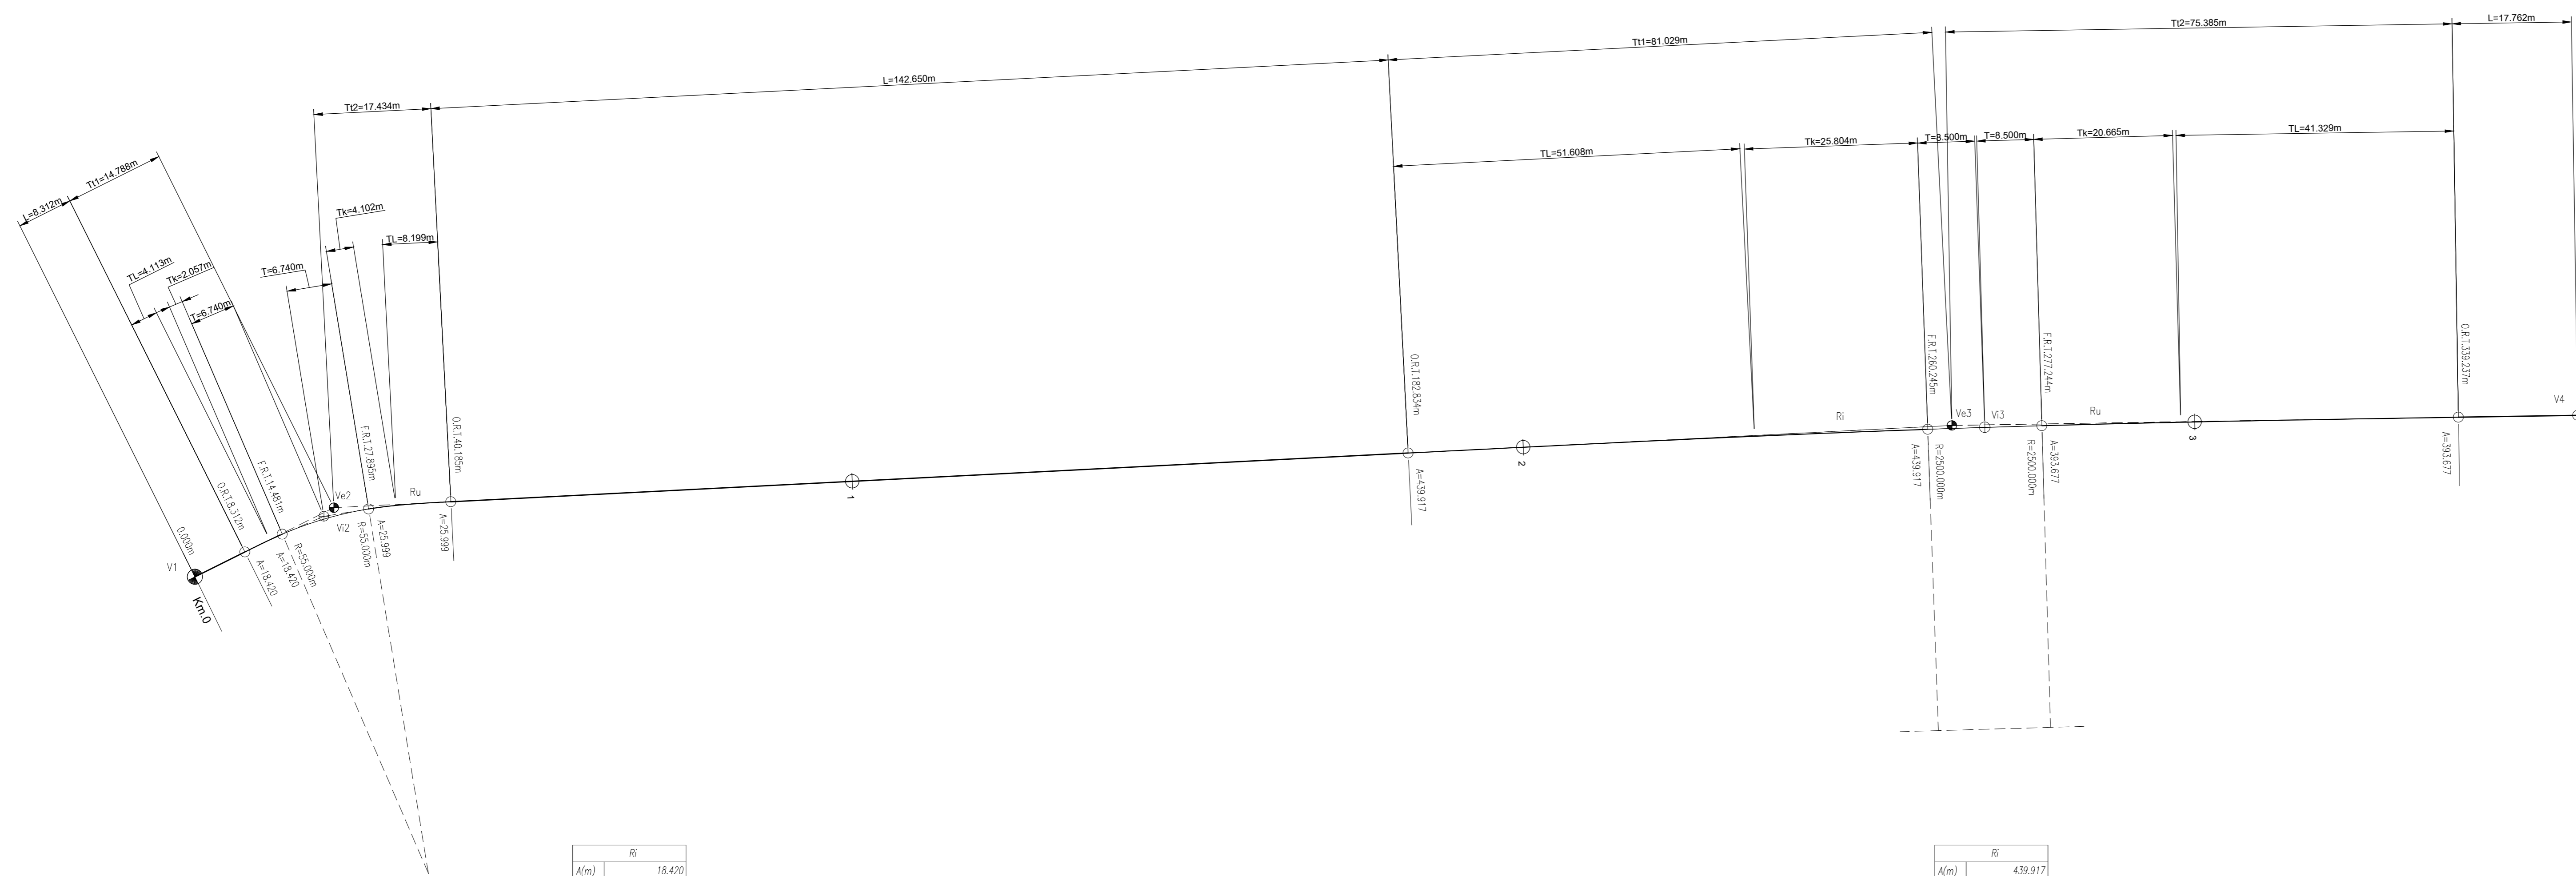 L=17.762m
Tt2=75.385m
Tt1=81.029m
L=142.650m
Tt2=17.434m
Tt1=14.788m
L=8.312m
TL=4.113m
Tk=2.057m
T=6.740m
T=6.740m
Tk=4.102m
TL=8.199m
TL=51.608m
Tk=25.804m
T=8.500m
T=8.500m
Tk=20.665m
TL=41.329m
V1
0.000m
Km.0
O.R.T.8.312m
A=18.420
F.R.T.14.481m
R=55.000m
A=18.420
Ve2
Vi2
F.R.T.27.895m
A=25.999
R=55.000m
Ru
O.R.T.40.185m
A=25.999
1
O.R.T.182.834m
A=439.917
2
Ri
F.R.T.260.245m
R=2500.000m
A=439.917
Ve3
Vi3
F.R.T.277.244m
A=393.677
R=2500.000m
Ru
3
O.R.T.339.237m
A=393.677
V4
Ri
A(m) 18.420
Ri
A(m) 439.917